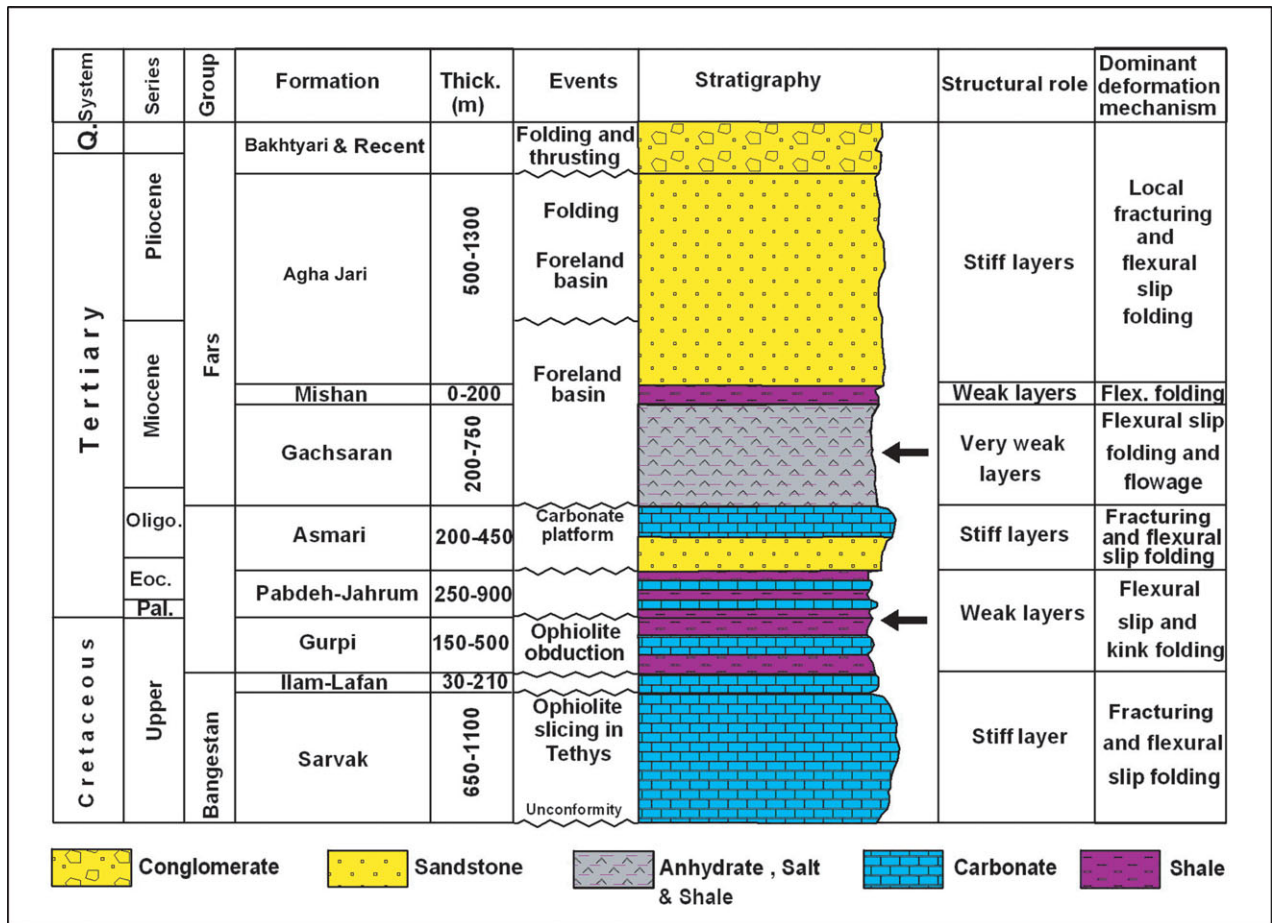 System
Series
Group
Formation
Thick.
(m)
Events
Stratigraphy
Structural role
Dominant
deformation
mechanism
Q.
Tertiary
Cretaceous
Pliocene
Miocene
Oligo.
Eoc.
Pal.
Upper
Fars
Bangestan
Bakhtyari & Recent
Agha Jari
Mishan
Gachsaran
Asmari
Pabdeh-Jahrum
Gurpi
Ilam-Lafan
Sarvak
500-1300
0-200
200-750
200-450
250-900
150-500
30-210
650-1100
Folding and
thrusting
Folding
Foreland
basin
Foreland
basin
Carbonate
platform
Ophiolite
obduction
Ophiolite
slicing in
Tethys
Unconformity
Stiff layers
Weak layers
Very weak
layers
Stiff layers
Weak layers
Stiff layer
Local
fracturing
and
flexural
slip
folding
Flex. folding
Flexural slip
folding and
flowage
Fracturing
and flexural
slip folding
Flexural
slip and
kink folding
Fracturing
and flexural
slip folding
Conglomerate
Sandstone
Anhydrate , Salt
& Shale
Carbonate
Shale